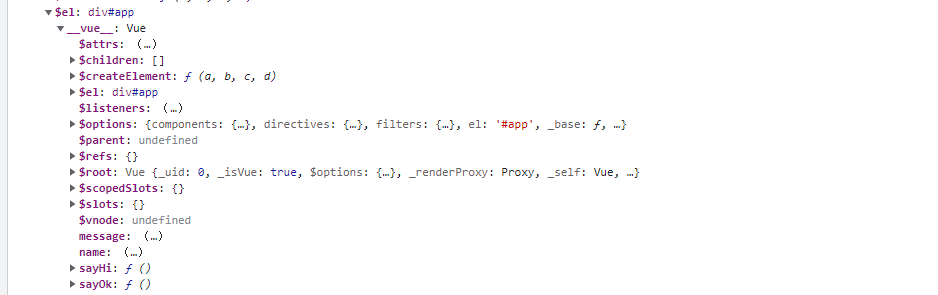 $el: div#app
__vue__: Vue
$attrs: (…)
$children: []
$createElement: ƒ (a, b, c, d)
$el: div#app
$listeners: (…)
$options: {components: {…}, directives: {…}, filters: {…}, el: '#app', _base: ƒ, …}
$parent: undefined
$refs: {}
$root: Vue {_uid: 0, _isVue: true, $options: {…}, _renderProxy: Proxy, _self: Vue, …}
$scopedSlots: {}
$slots: {}
$vnode: undefined
message: (…)
name: (…)
sayHi: ƒ ()
sayOk: ƒ ()